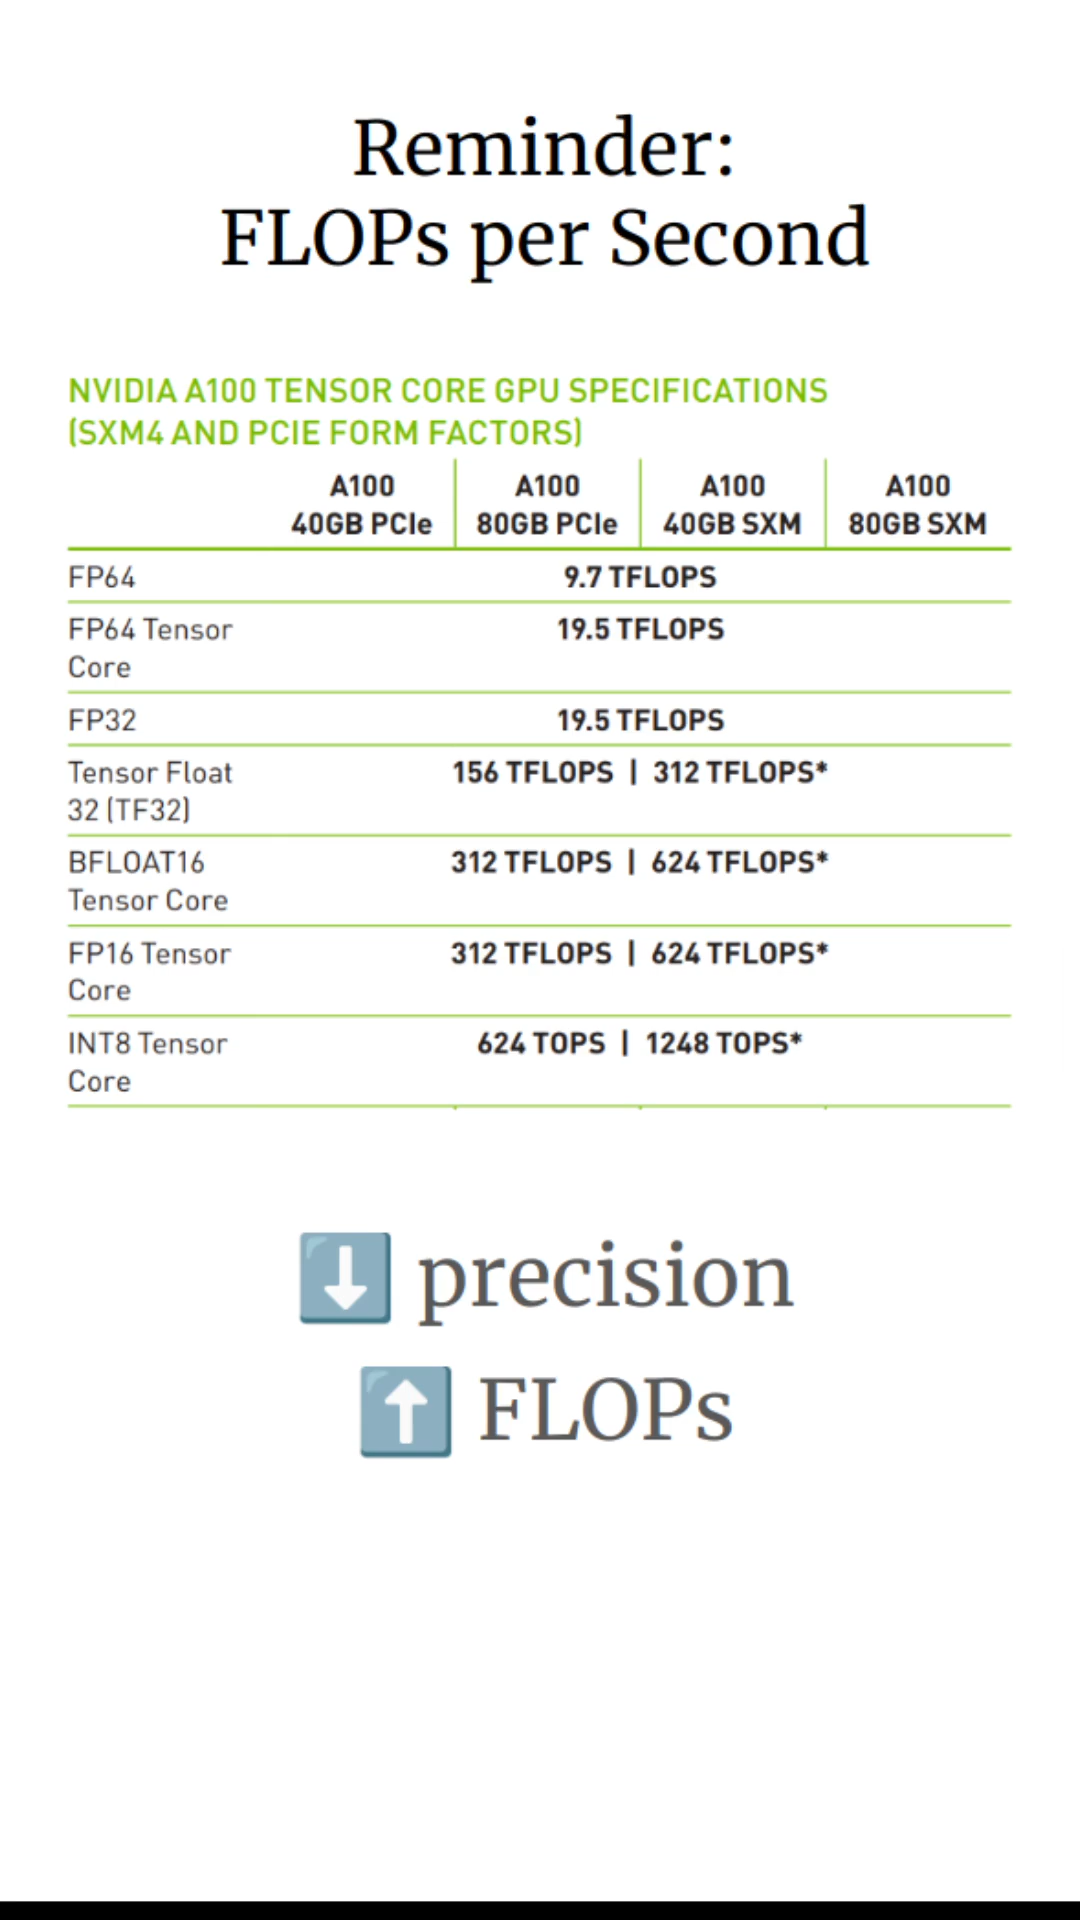 Reminder:
FLOPs per Second
NVIDIA A100 TENSOR CORE GPU SPECIFICATIONS
(SXM4 AND PCIE FORM FACTORS)
A100 A100 A100 A100
40GB PCIe 80GB PCIe 40GB SXM 80GB SXM
FP64 9.7 TFLOPS
FP64 Tensor 19.5 TFLOPS
Core
FP32 19.5 TFLOPS
Tensor Float 156 TFLOPS | 312 TFLOPS*
32 (TF32)
BFLOAT16 312 TFLOPS | 624 TFLOPS*
Tensor Core
FP16 Tensor 312 TFLOPS | 624 TFLOPS*
Core
INT8 Tensor 624 TOPS | 1248 TOPS*
Core
⬇️ precision
⬆️ FLOPs